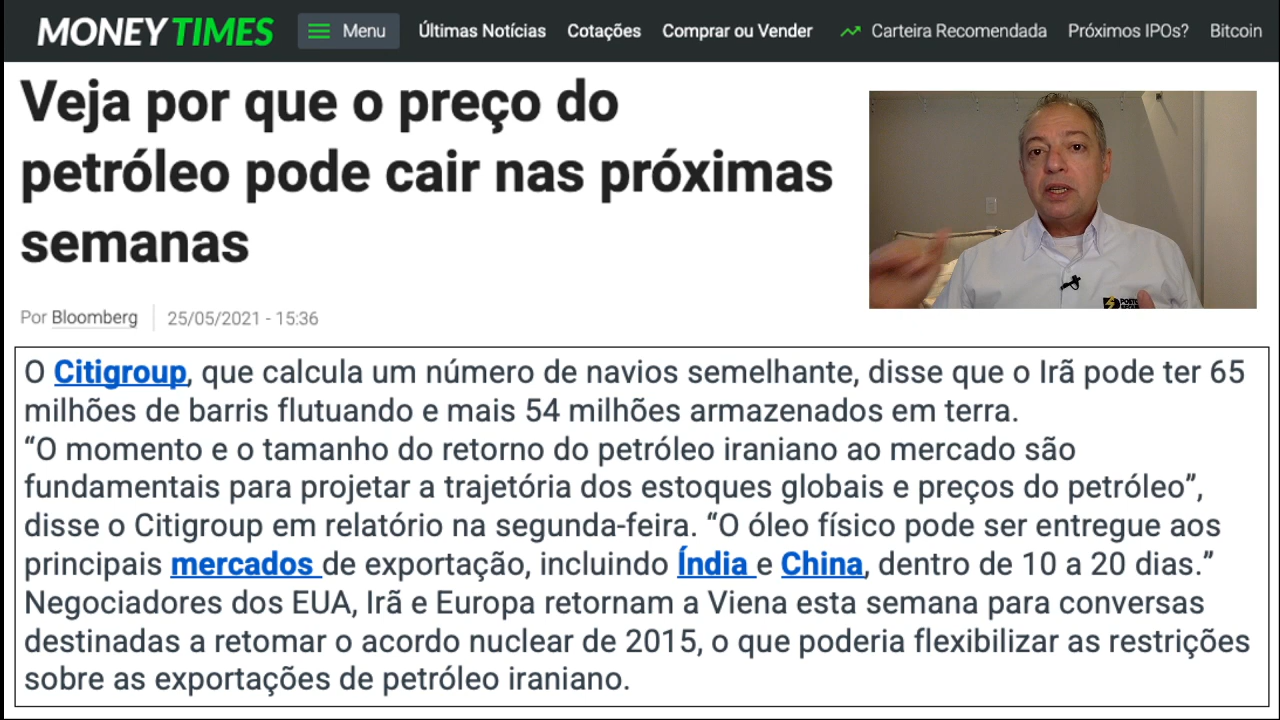 MONEY TIMES Menu Últimas Notícias Cotações Comprar ou Vender Carteira Recomendada Próximos IPOs? Bitcoin
Veja por que o preço do
petróleo pode cair nas próximas
semanas
Por Bloomberg 25/05/2021 - 15:36
O Citigroup, que calcula um número de navios semelhante, disse que o Irã pode ter 65
milhões de barris flutuando e mais 54 milhões armazenados em terra.
“O momento e o tamanho do retorno do petróleo iraniano ao mercado são
fundamentais para projetar a trajetória dos estoques globais e preços do petróleo”,
disse o Citigroup em relatório na segunda-feira. “O óleo físico pode ser entregue aos
principais mercados de exportação, incluindo Índia e China, dentro de 10 a 20 dias.”
Negociadores dos EUA, Irã e Europa retornam a Viena esta semana para conversas
destinadas a retomar o acordo nuclear de 2015, o que poderia flexibilizar as restrições
sobre as exportações de petróleo iraniano.